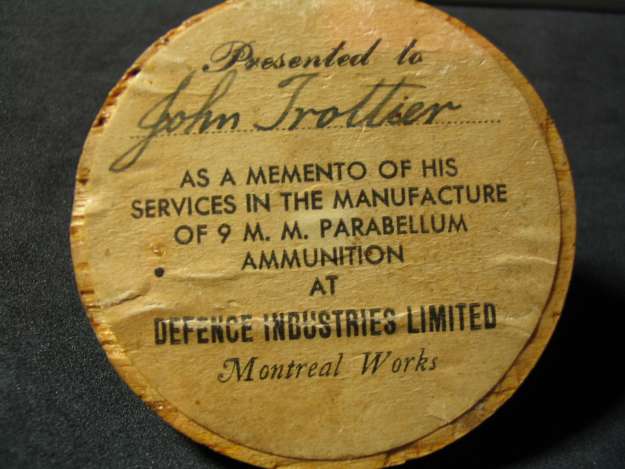 Presented to
John Trottier
AS A MEMENTO OF HIS
SERVICES IN THE MANUFACTURE
OF 9 M. M. PARABELLUM
AMMUNITION
AT
DEFENCE INDUSTRIES LIMITED
Montreal Works